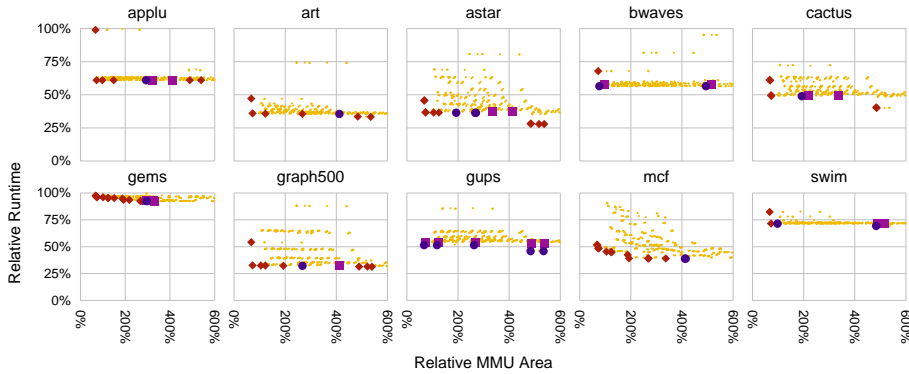 applu art astar bwaves cactus
100%
75%
50%
25%
0%
gems graph500 gups mcf swim
100%
75%
50%
25%
0%
0% 200% 400% 600% 0% 200% 400% 600% 0% 200% 400% 600% 0% 200% 400% 600% 0% 200% 400% 600%
Relative Runtime
Relative MMU Area